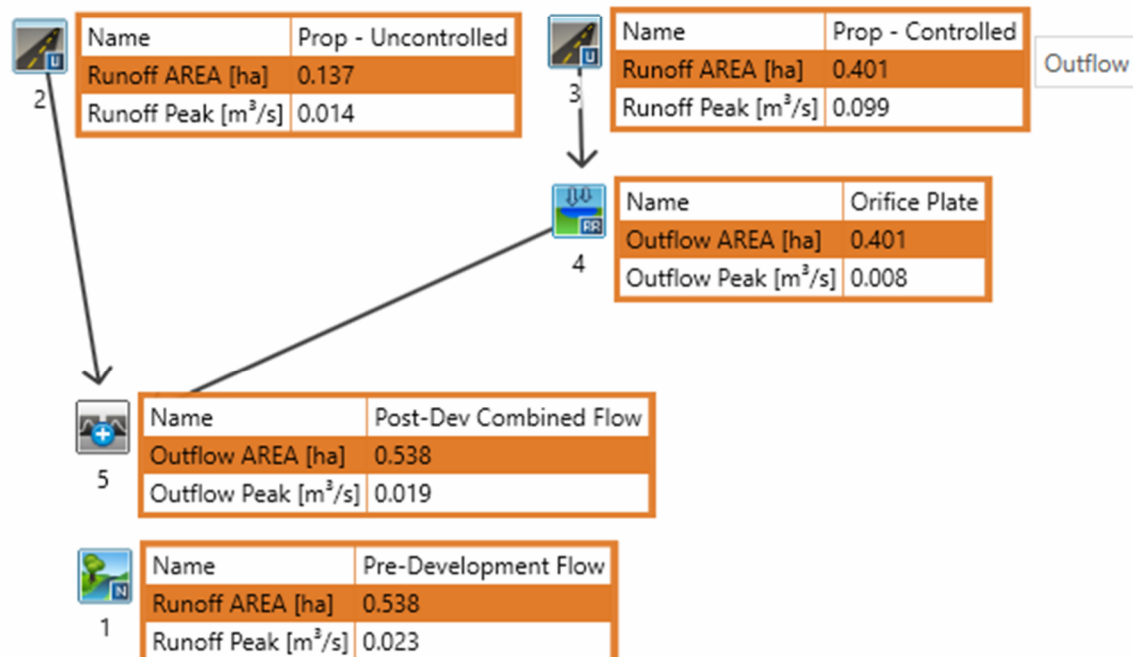 Name Prop - Uncontrolled
Runoff AREA [ha] 0.137
Runoff Peak [m³/s] 0.014
U
2
Name Prop - Controlled
Runoff AREA [ha] 0.401
Runoff Peak [m³/s] 0.099
U
3
Outflow
Name Orifice Plate
Outflow AREA [ha] 0.401
Outflow Peak [m³/s] 0.008
RR
4
Name Post-Dev Combined Flow
Outflow AREA [ha] 0.538
Outflow Peak [m³/s] 0.019
5
Name Pre-Development Flow
Runoff AREA [ha] 0.538
Runoff Peak [m³/s] 0.023
N
1